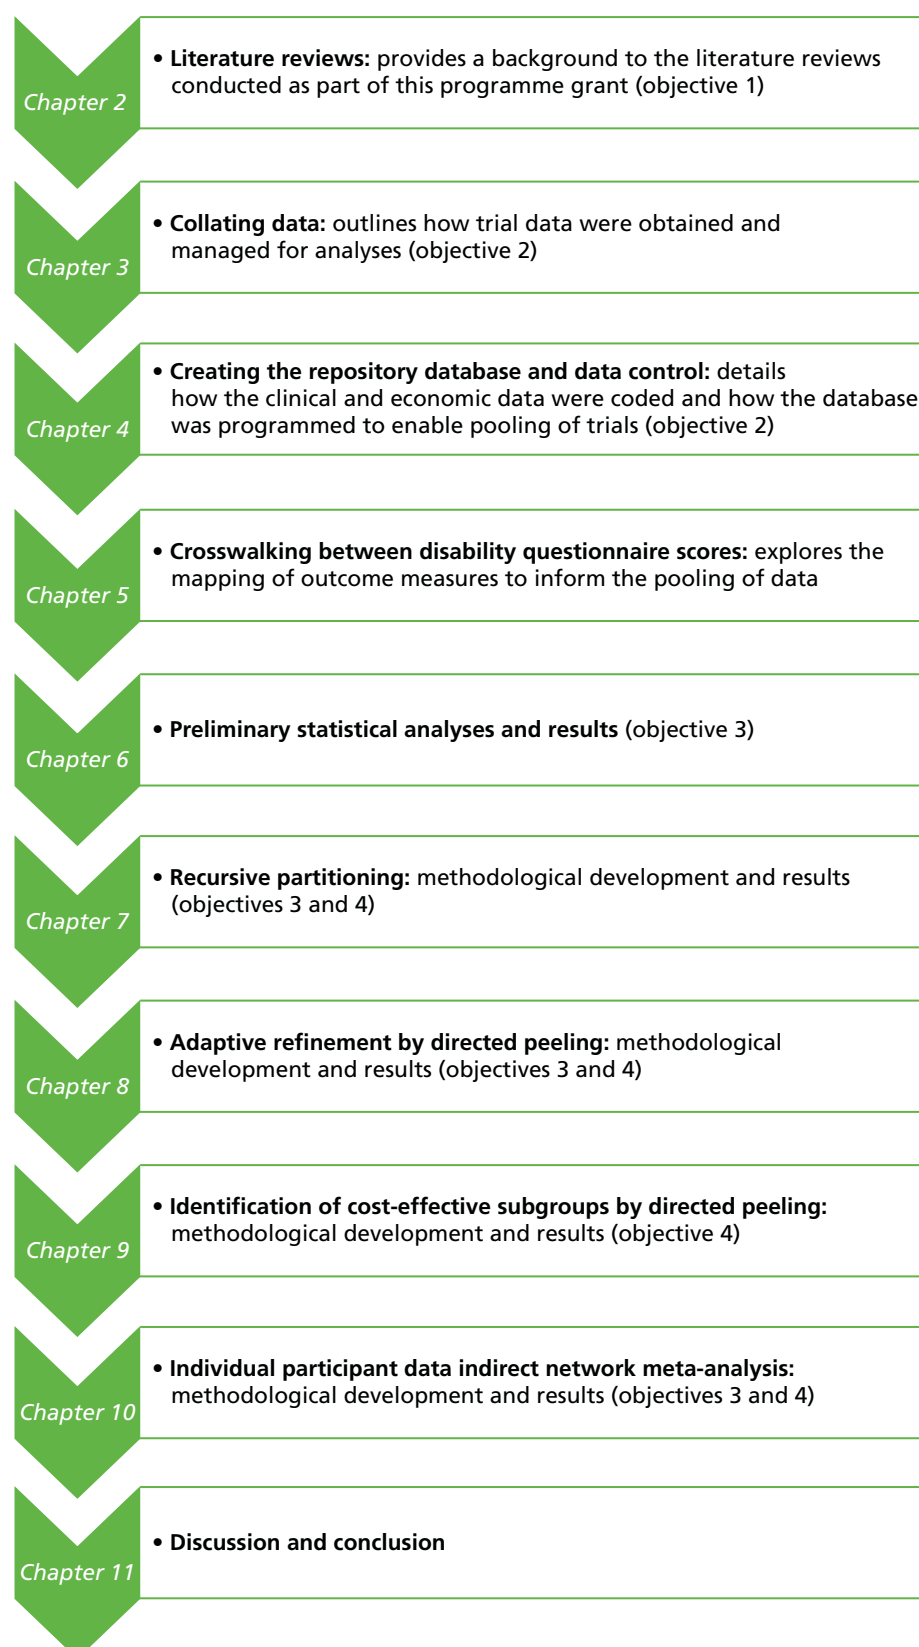 Chapter 2
• Literature reviews: provides a background to the literature reviews
conducted as part of this programme grant (objective 1)
Chapter 3
• Collating data: outlines how trial data were obtained and
managed for analyses (objective 2)
Chapter 4
• Creating the repository database and data control: details
how the clinical and economic data were coded and how the database
was programmed to enable pooling of trials (objective 2)
Chapter 5
• Crosswalking between disability questionnaire scores: explores the
mapping of outcome measures to inform the pooling of data
Chapter 6
• Preliminary statistical analyses and results (objective 3)
Chapter 7
• Recursive partitioning: methodological development and results
(objectives 3 and 4)
Chapter 8
• Adaptive refinement by directed peeling: methodological
development and results (objectives 3 and 4)
Chapter 9
• Identification of cost-effective subgroups by directed peeling:
methodological development and results (objective 4)
Chapter 10
• Individual participant data indirect network meta-analysis:
methodological development and results (objectives 3 and 4)
Chapter 11
• Discussion and conclusion